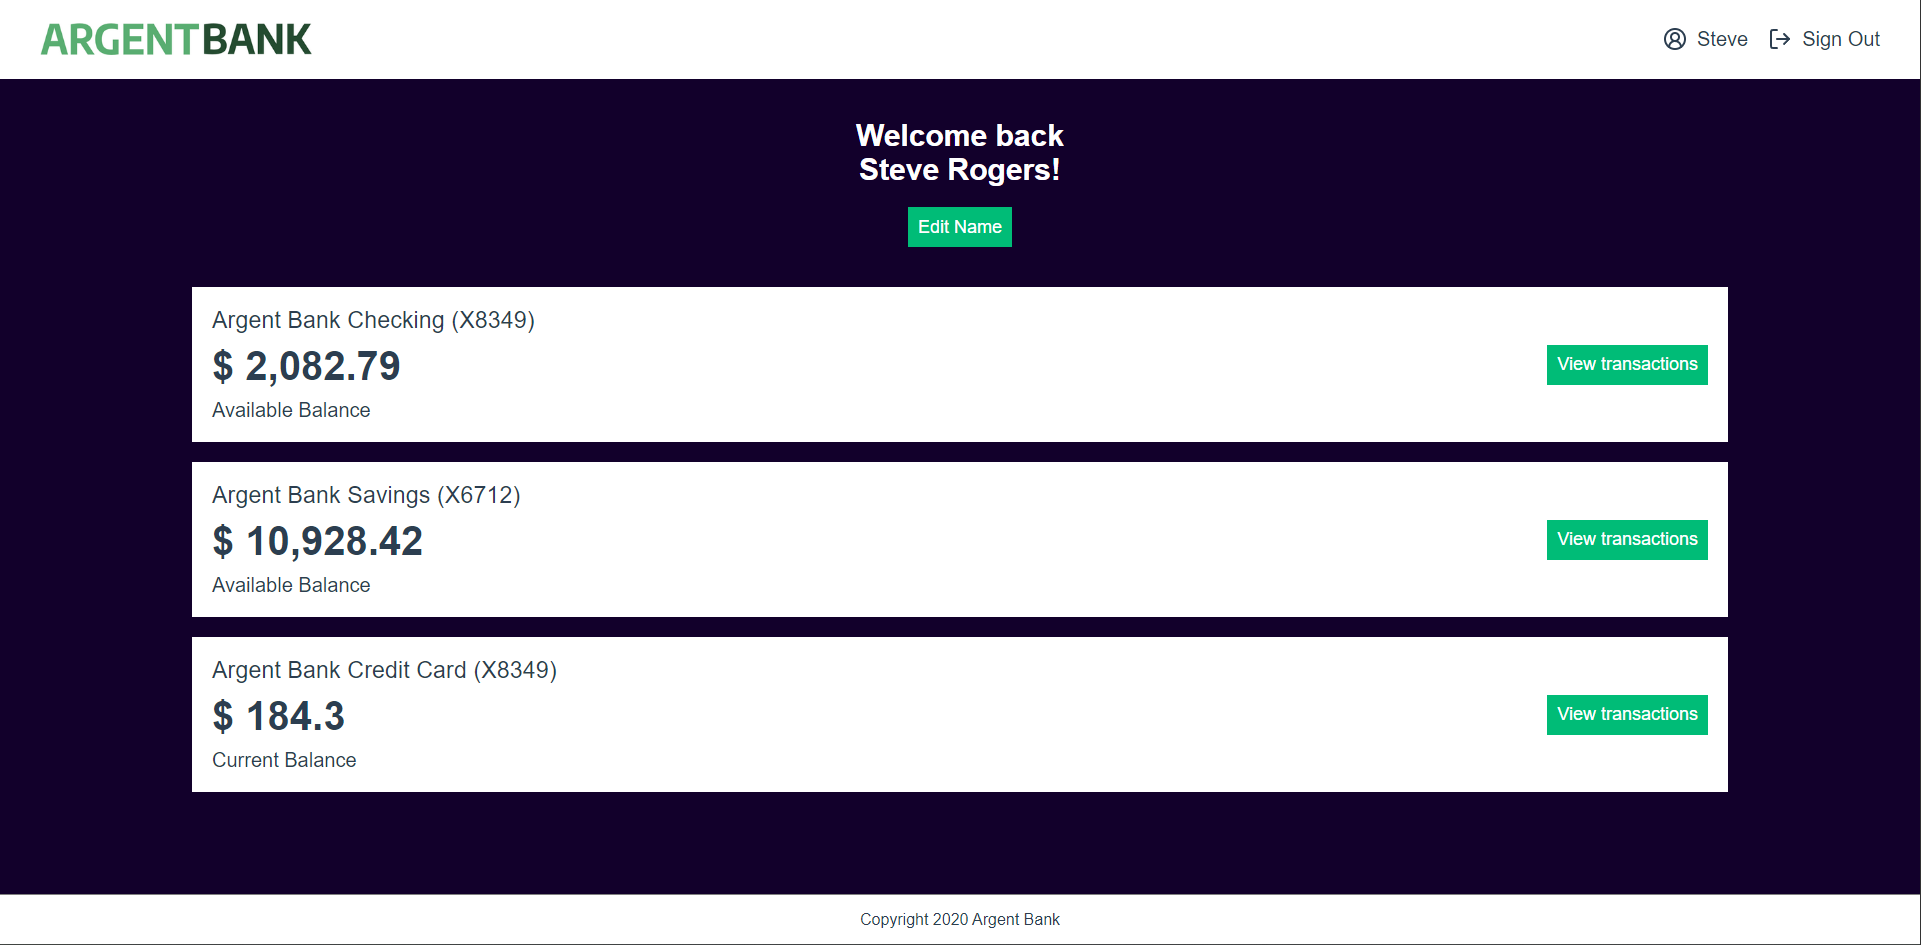 ARGENTBANK
Steve Sign Out
Welcome back
Steve Rogers!
Edit Name
Argent Bank Checking (X8349)
$ 2,082.79
Available Balance
View transactions
Argent Bank Savings (X6712)
$ 10,928.42
Available Balance
View transactions
Argent Bank Credit Card (X8349)
$ 184.3
Current Balance
View transactions
Copyright 2020 Argent Bank